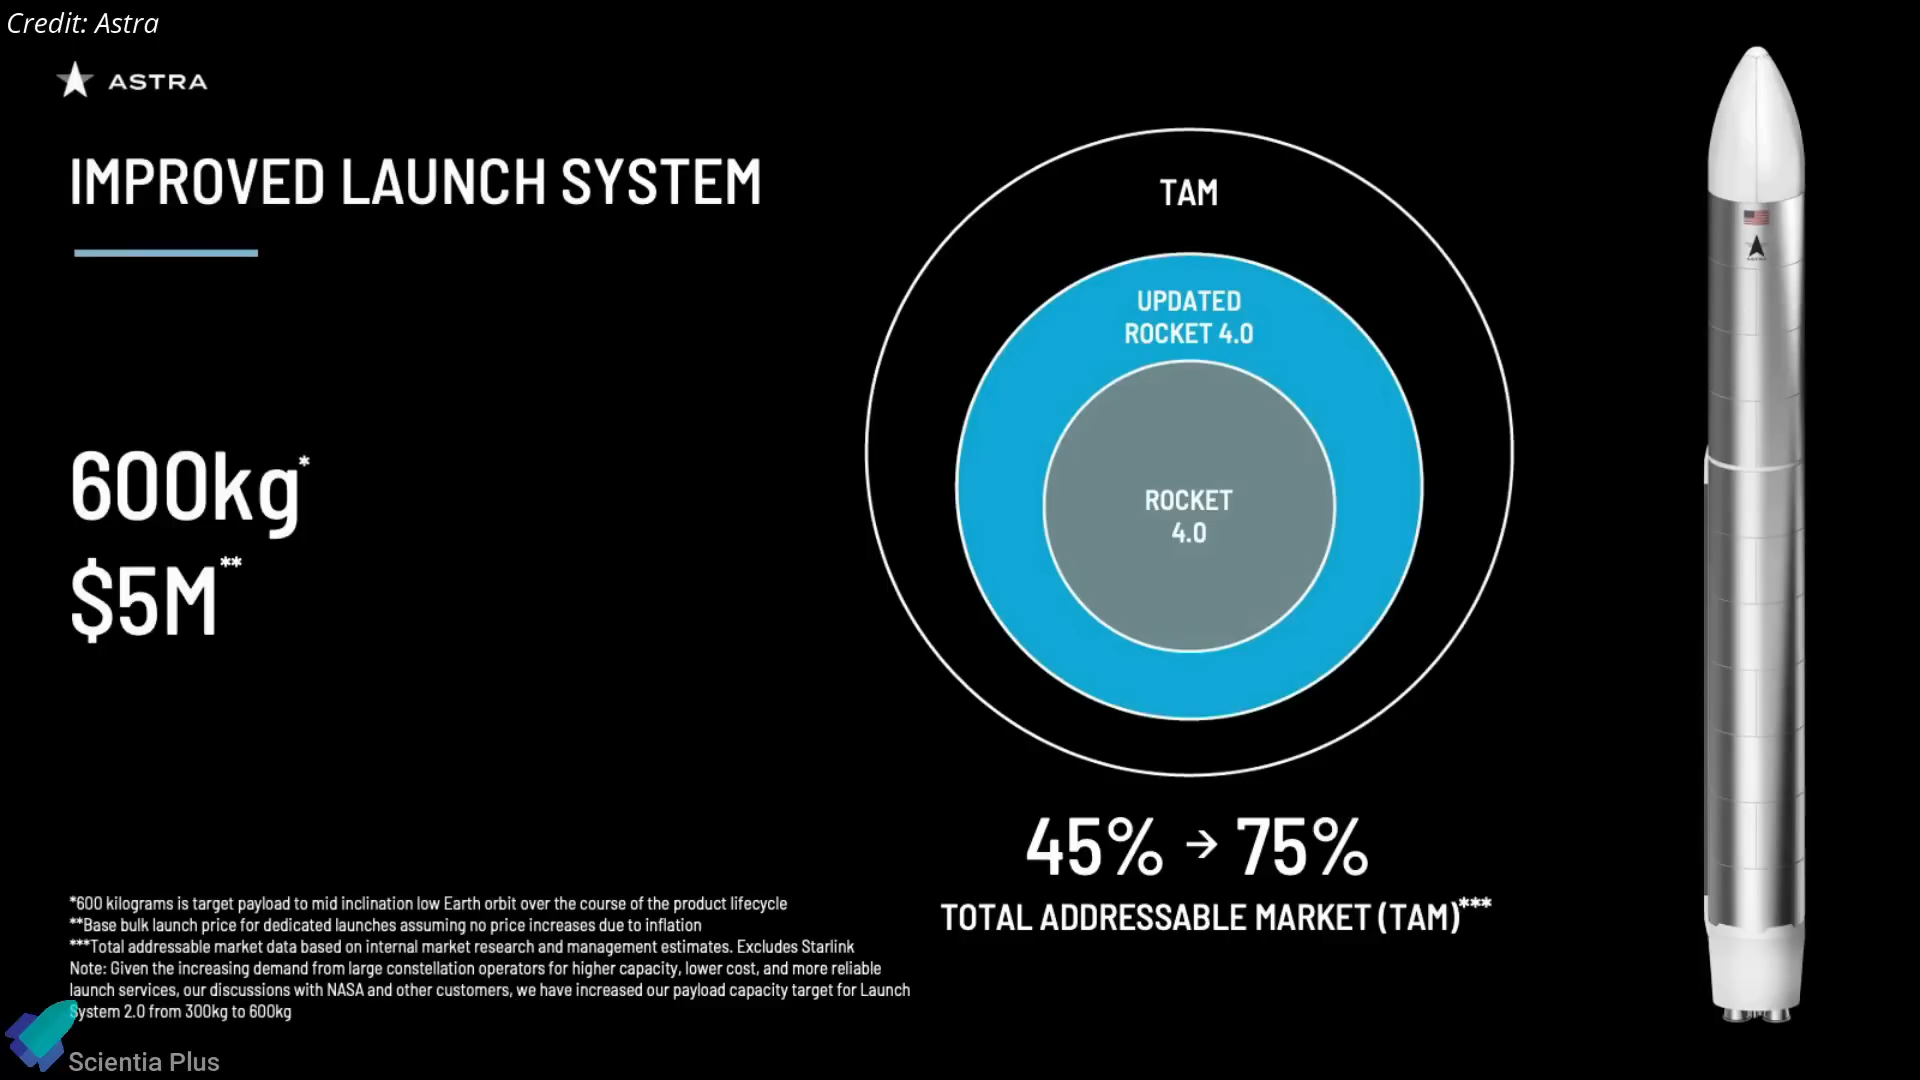 Credit: Astra
ASTRA
IMPROVED LAUNCH SYSTEM
600kg*
$5M**
TAM
UPDATED
ROCKET 4.0
ROCKET
4.0
45% → 75%
TOTAL ADDRESSABLE MARKET (TAM)***
ASTRA
*600 kilograms is target payload to mid inclination low Earth orbit over the course of the product lifecycle
**Base bulk launch price for dedicated launches assuming no price increases due to inflation
***Total addressable market data based on internal market research and management estimates. Excludes Starlink
Note: Given the increasing demand from large constellation operators for higher capacity, lower cost, and more reliable
launch services, our discussions with NASA and other customers, we have increased our payload capacity target for Launch
System 2.0 from 300kg to 600kg
Scientia Plus